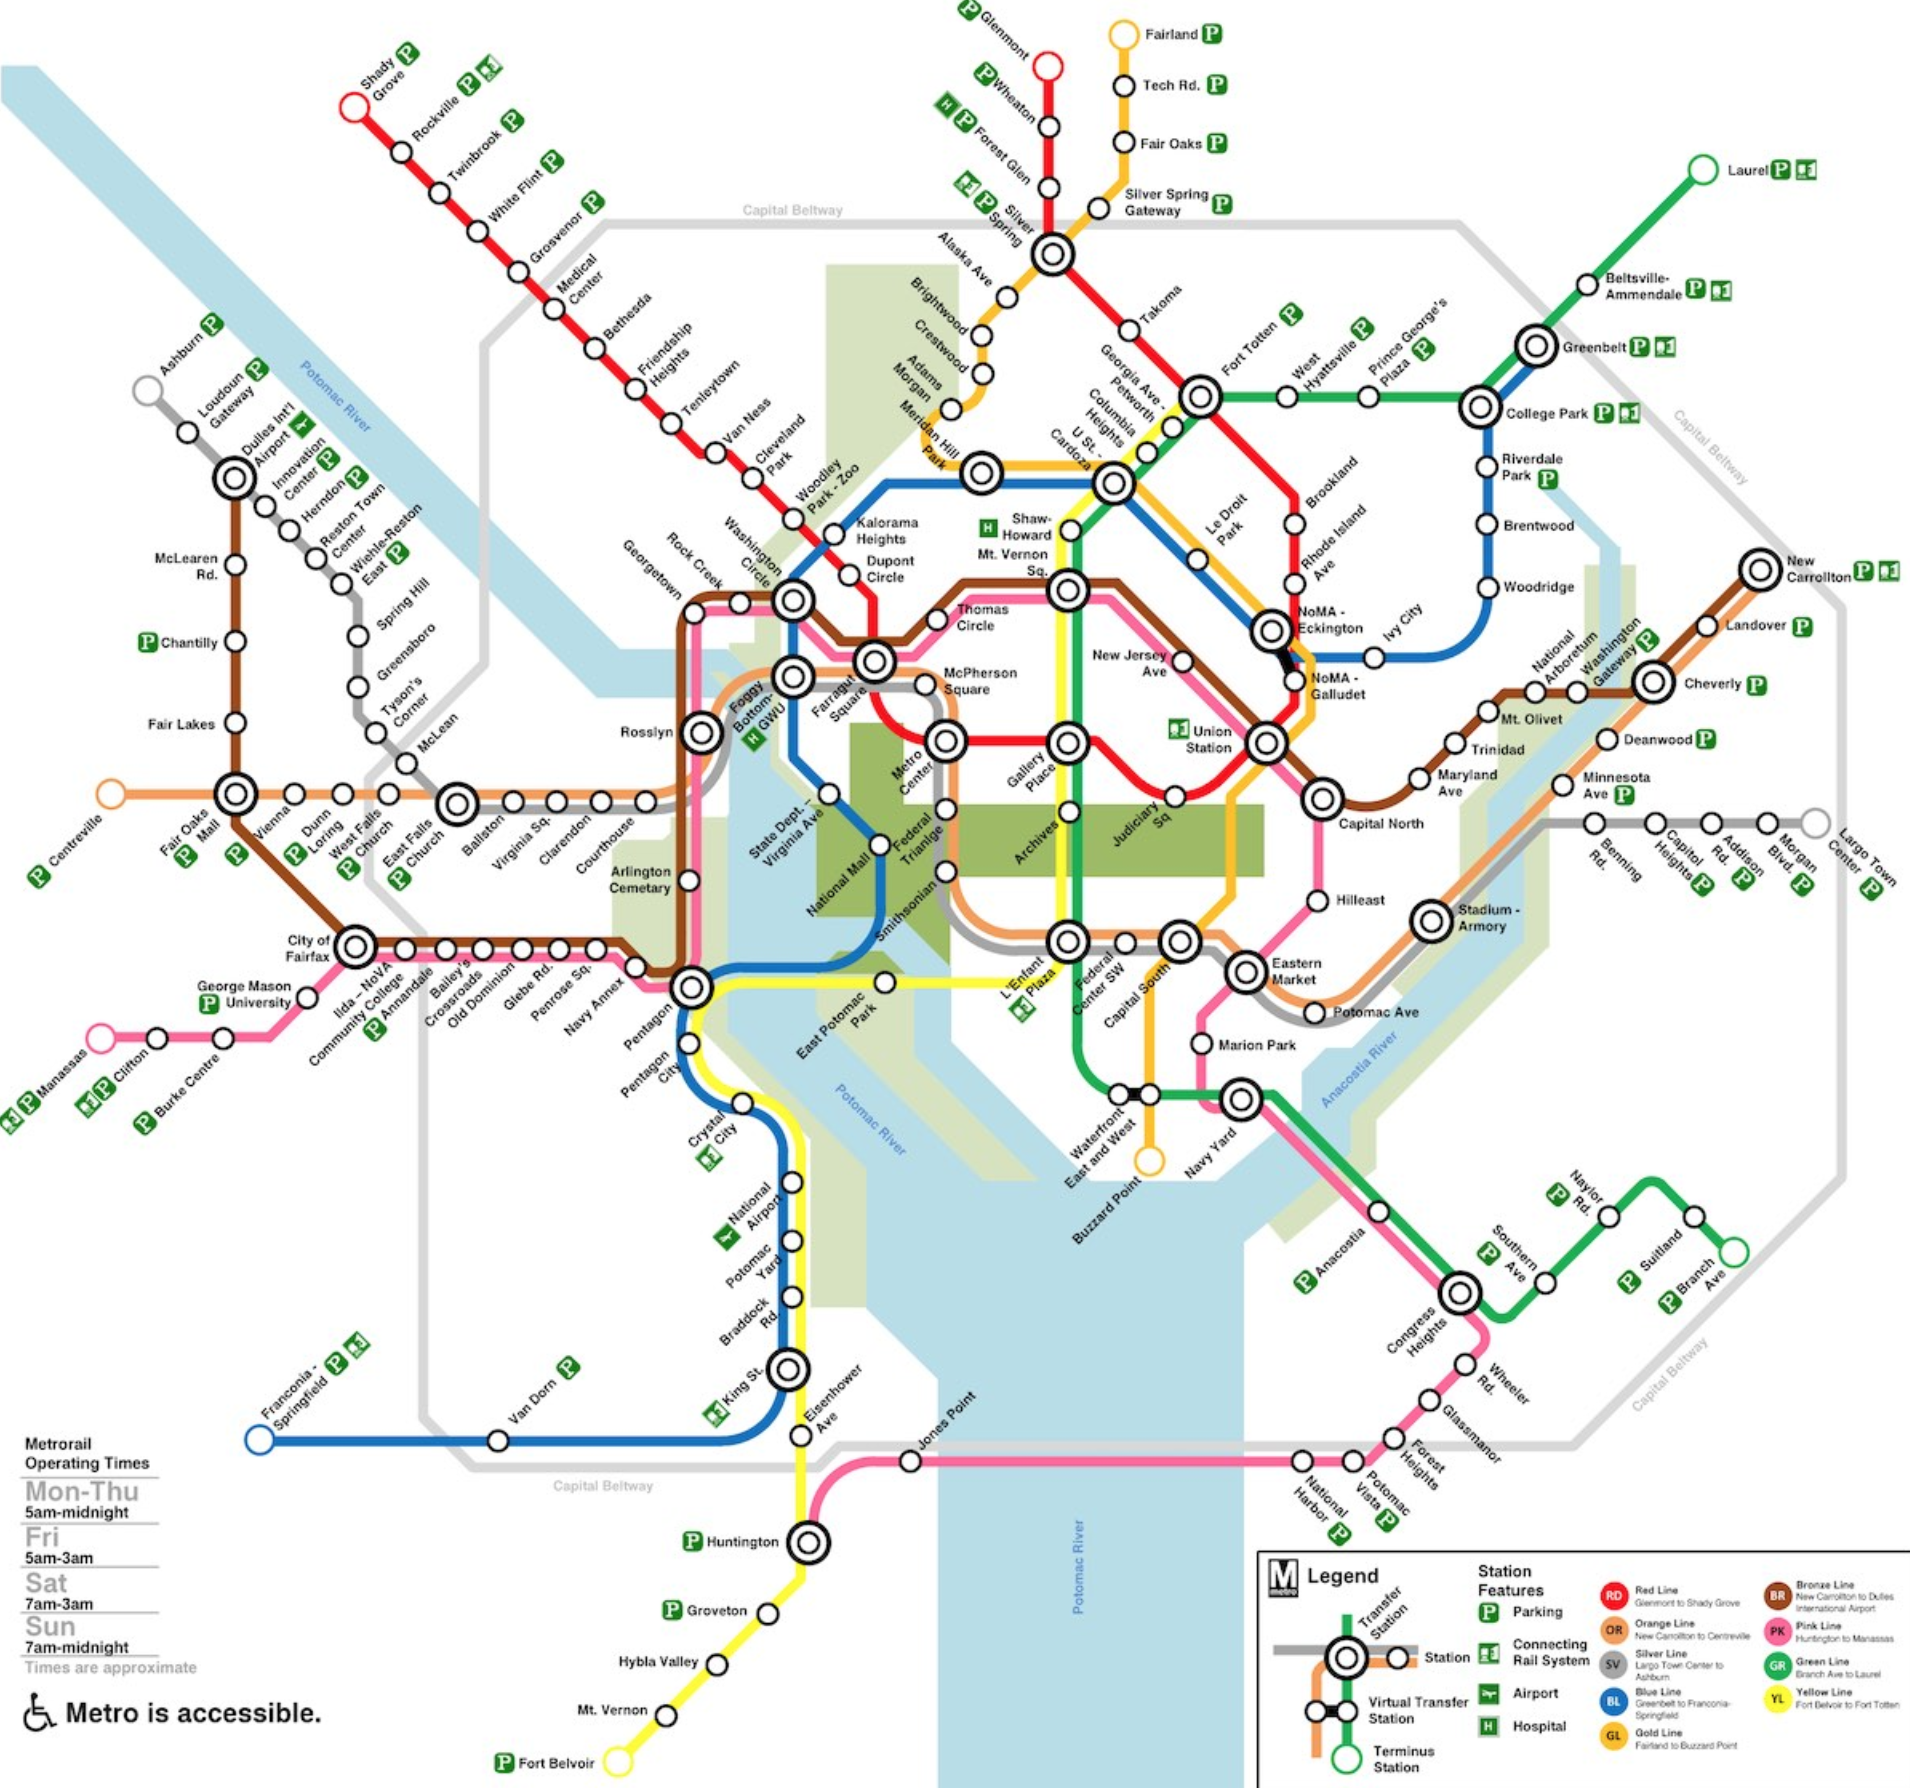 Shady
Grove
Rockville
Twinbrook
White Flint
Grosvenor
Medical
Center
Bethesda
Friendship
Heights
Tenleytown
Van Ness
Cleveland
Park
Woodley
Park - Zoo
Dupont
Circle
Farragut
Square
Metro
Center
Gallery
Place
Judiciary
Sq
Union
Station
NoMA -
Galludet
Rhode Island
Ave
Brookland
Fort Totten
Takoma
Silver
Spring
Forest Glen
Wheaton
Glenmont
Fairland
Tech Rd.
Fair Oaks
Silver Spring
Gateway
Alaska Ave
Brightwood
Crestwood
Adams
Morgan
Meridan Hill
Park
U St. -
Cardoza
Columbia
Heights
Georgia Ave -
Petworth
Le Droit
Park
NoMA -
Eckington
Laurel
Beltsville-
Ammendale
Greenbelt
College Park
Prince George's
Plaza
West
Hyattsville
Riverdale
Park
Brentwood
Woodridge
Ivy City
Kalorama
Heights
Washington
Circle
Rock Creek
Georgetown
Shaw-
Howard
Mt. Vernon
Sq.
Thomas
Circle
McPherson
Square
New Jersey
Ave
Foggy
Bottom-
GWU
Rosslyn
New
Carrollton
Landover
Cheverly
Washington
Gateway
National
Arboretum
Mt. Olivet
Trinidad
Maryland
Ave
Capital North
Deanwood
Minnesota
Ave
Benning
Rd.
Capitol
Heights
Addison
Rd.
Morgan
Blvd.
Largo Town
Center
Stadium -
Armory
Potomac Ave
Eastern
Market
Hilleast
Capital South
Federal
Center SW
L'Enfant
Plaza
Archives
Federal
Trianlge
Smithsonian
National Mall
State Dept. -
Virginia Ave
Arlington
Cemetary
East Potomac
Park
Marion Park
Waterfront
East and West
Navy Yard
Buzzard Point
Anacostia
Congress
Heights
Southern
Ave
Naylor
Rd.
Suitland
Branch
Ave
Wheeler
Rd.
Glassmanor
Forest
Heights
Potomac
Vista
National
Harbor
Jones Point
Ashburn
Loudoun
Gateway
Dulles Int'l
Airport
Innovation
Center
Herndon
Reston Town
Center
Wiehle-Reston
East
Spring Hill
Greensboro
Tyson's
Corner
McLean
McLearen
Rd.
Chantilly
Fair Lakes
Centreville
Fair Oaks
Mall
Vienna
Dunn
Loring
West Falls
Church
East Falls
Church
Ballston
Virginia Sq.
Clarendon
Courthouse
City of
Fairfax
George Mason
University
Ilda – NoVA
Community College
Annandale
Bailey's
Crossroads
Old Dominion
Glebe Rd.
Penrose Sq.
Navy Annex
Manassas
Clifton
Burke Centre
Pentagon
Pentagon
City
Crystal
City
National
Airport
Potomac
Yard
Braddock
Rd.
King St.
Eisenhower
Ave
Van Dorn
Franconia -
Springfield
Huntington
Groveton
Hybla Valley
Mt. Vernon
Fort Belvoir
Capital Beltway
Capital Beltway
Capital Beltway
Capital Beltway
Potomac River
Potomac River
Potomac River
Anacostia River
Metrorail
Operating Times
Mon-Thu
5am-midnight
Fri
5am-3am
Sat
7am-3am
Sun
7am-midnight
Times are approximate
Metro is accessible.
M
metro
Legend
Transfer
Station
Station
Virtual Transfer
Station
Terminus
Station
Station
Features
P Parking
Connecting
Rail System
Airport
H Hospital
RD Red Line
Glenmont to Shady Grove
OR Orange Line
New Carrollton to Centreville
SV Silver Line
Largo Town Center to
Ashburn
BL Blue Line
Greenbelt to Franconia-
Springfield
GL Gold Line
Fairland to Buzzard Point
BR Bronze Line
New Carrollton to Dulles
International Airport
PK Pink Line
Huntington to Manassas
GR Green Line
Branch Ave to Laurel
YL Yellow Line
Fort Belvoir to Fort Totten